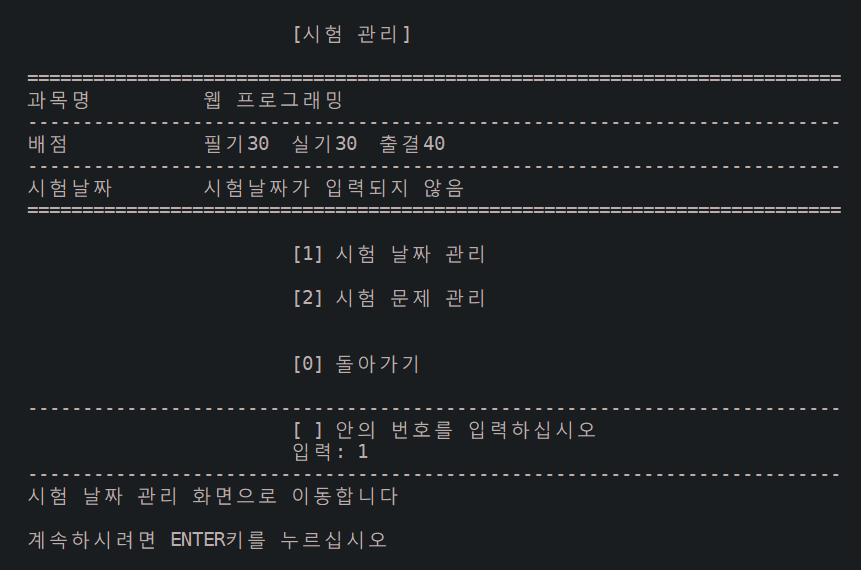 [시험 관리]
==========================================================================
과목명 웹 프로그래밍
--------------------------------------------------------------------------
배점 필기30 실기30 출결40
--------------------------------------------------------------------------
시험날짜 시험날짜가 입력되지 않음
==========================================================================
[1] 시험 날짜 관리
[2] 시험 문제 관리
[0] 돌아가기
--------------------------------------------------------------------------
[ ] 안의 번호를 입력하십시오
입력: 1
--------------------------------------------------------------------------
시험 날짜 관리 화면으로 이동합니다
계속하시려면 ENTER키를 누르십시오